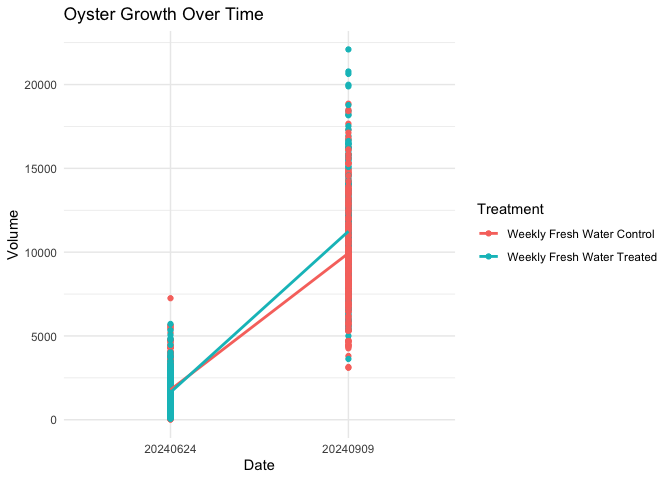 Oyster Growth Over Time
Volume
20000
15000
10000
5000
0
20240624
20240909
Date
Treatment
Weekly Fresh Water Control
Weekly Fresh Water Treated